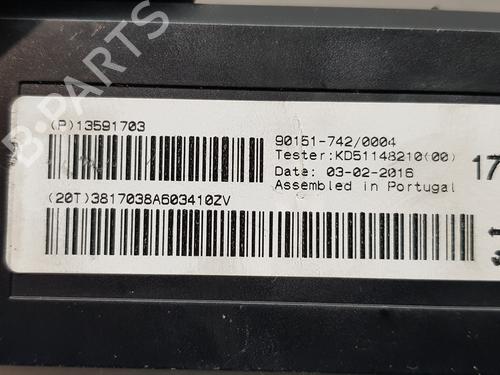 B-PARTS
(P)13591703
90151-742/0004
Tester:KD51148210(00)
Date: 03-02-2016
Assembled in Portugal
17
(20T)3817038A603410ZV